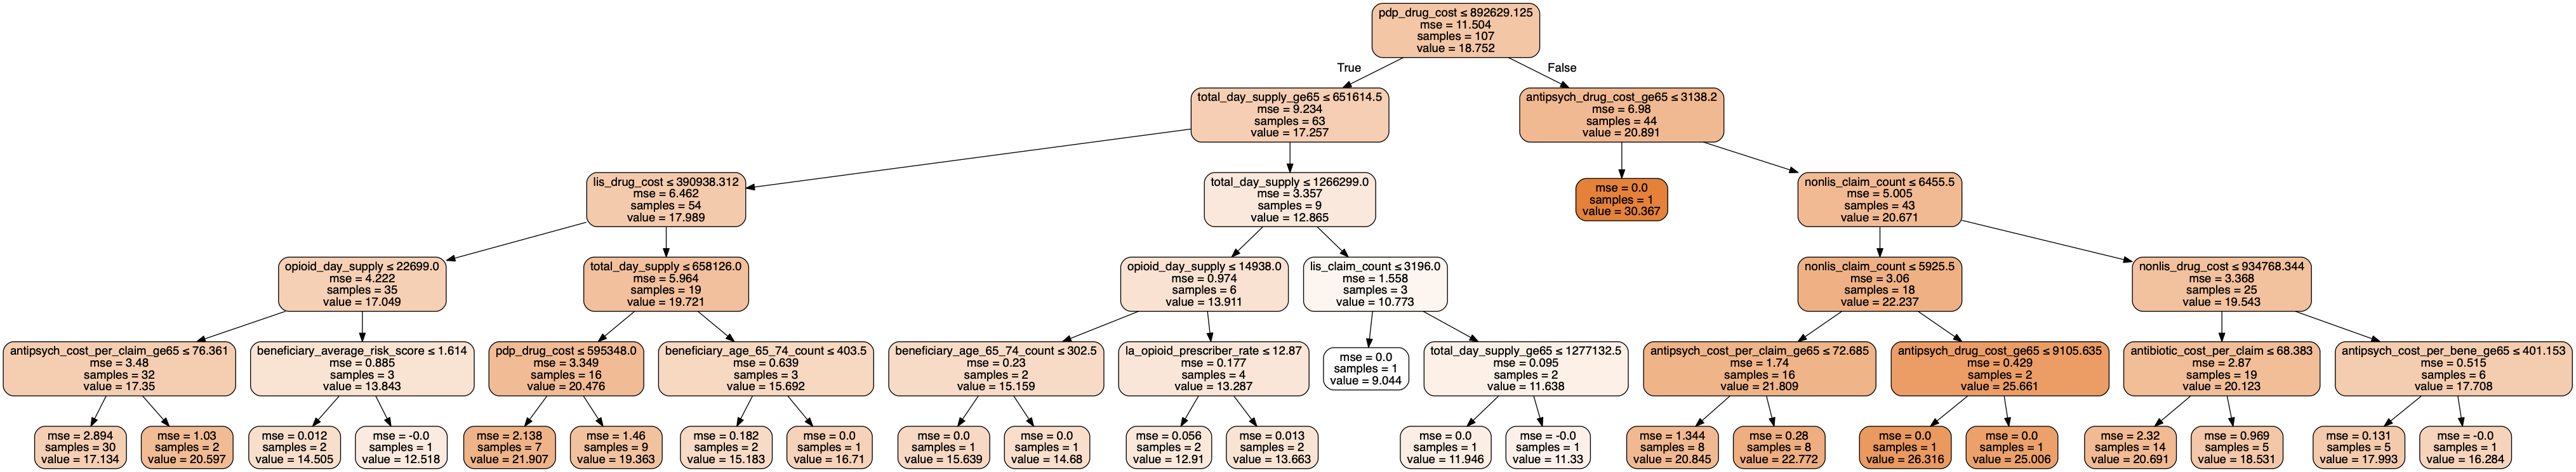 pdp_drug_cost ≤ 892629.125
mse = 11.504
samples = 107
value = 18.752
True
False
total_day_supply_ge65 ≤ 651614.5
mse = 9.234
samples = 63
value = 17.257
antipsych_drug_cost_ge65 ≤ 3138.2
mse = 6.98
samples = 44
value = 20.891
lis_drug_cost ≤ 390938.312
mse = 6.462
samples = 54
value = 17.989
total_day_supply ≤ 1266299.0
mse = 3.357
samples = 9
value = 12.865
mse = 0.0
samples = 1
value = 30.367
nonlis_claim_count ≤ 6455.5
mse = 5.005
samples = 43
value = 20.671
opioid_day_supply ≤ 22699.0
mse = 4.222
samples = 35
value = 17.049
total_day_supply ≤ 658126.0
mse = 5.964
samples = 19
value = 19.721
opioid_day_supply ≤ 14938.0
mse = 0.974
samples = 6
value = 13.911
lis_claim_count ≤ 3196.0
mse = 1.558
samples = 3
value = 10.773
nonlis_claim_count ≤ 5925.5
mse = 3.06
samples = 18
value = 22.237
nonlis_drug_cost ≤ 934768.344
mse = 3.368
samples = 25
value = 19.543
antipsych_cost_per_claim_ge65 ≤ 76.361
mse = 3.48
samples = 32
value = 17.35
beneficiary_average_risk_score ≤ 1.614
mse = 0.885
samples = 3
value = 13.843
pdp_drug_cost ≤ 595348.0
mse = 3.349
samples = 16
value = 20.476
beneficiary_age_65_74_count ≤ 403.5
mse = 0.639
samples = 3
value = 15.692
beneficiary_age_65_74_count ≤ 302.5
mse = 0.23
samples = 2
value = 15.159
la_opioid_prescriber_rate ≤ 12.87
mse = 0.177
samples = 4
value = 13.287
mse = 0.0
samples = 1
value = 9.044
total_day_supply_ge65 ≤ 1277132.5
mse = 0.095
samples = 2
value = 11.638
antipsych_cost_per_claim_ge65 ≤ 72.685
mse = 1.74
samples = 16
value = 21.809
antipsych_drug_cost_ge65 ≤ 9105.635
mse = 0.429
samples = 2
value = 25.661
antibiotic_cost_per_claim ≤ 68.383
mse = 2.87
samples = 19
value = 20.123
antipsych_cost_per_bene_ge65 ≤ 401.153
mse = 0.515
samples = 6
value = 17.708
mse = 2.894
samples = 30
value = 17.134
mse = 1.03
samples = 2
value = 20.597
mse = 0.012
samples = 2
value = 14.505
mse = -0.0
samples = 1
value = 12.518
mse = 2.138
samples = 7
value = 21.907
mse = 1.46
samples = 9
value = 19.363
mse = 0.182
samples = 2
value = 15.183
mse = 0.0
samples = 1
value = 16.71
mse = 0.0
samples = 1
value = 15.639
mse = 0.0
samples = 1
value = 14.68
mse = 0.056
samples = 2
value = 12.91
mse = 0.013
samples = 2
value = 13.663
mse = 0.0
samples = 1
value = 11.946
mse = -0.0
samples = 1
value = 11.33
mse = 1.344
samples = 8
value = 20.845
mse = 0.28
samples = 8
value = 22.772
mse = 0.0
samples = 1
value = 26.316
mse = 0.0
samples = 1
value = 25.006
mse = 2.32
samples = 14
value = 20.691
mse = 0.969
samples = 5
value = 18.531
mse = 0.131
samples = 5
value = 17.993
mse = -0.0
samples = 1
value = 16.284